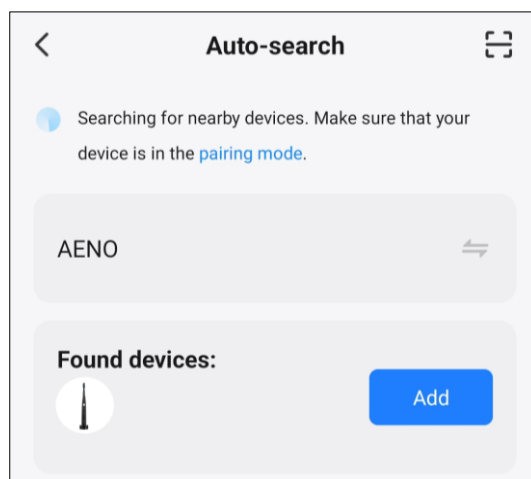 Auto-search
Searching for nearby devices. Make sure that your
device is in the pairing mode.
AENO
Found devices:
Add